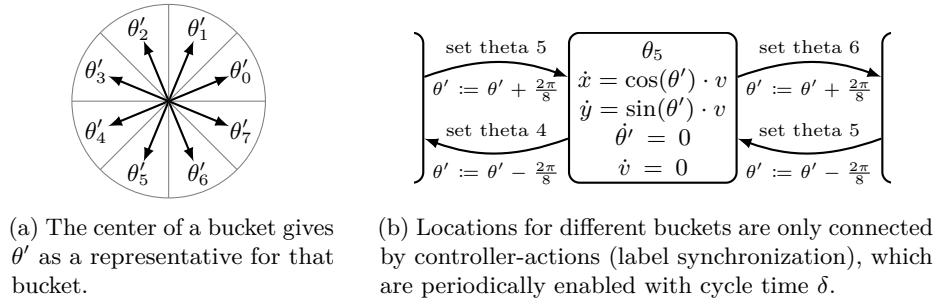 θ′₂ θ′₁
θ′₃ θ′₀
θ′₄ θ′₇
θ′₅ θ′₆
set theta 5
θ′ := θ′ + 2π/8
set theta 4
θ′ := θ′ − 2π/8
θ₅
ẋ = cos(θ′) · v
ẏ = sin(θ′) · v
θ̇′ = 0
v̇ = 0
set theta 6
θ′ := θ′ + 2π/8
set theta 5
θ′ := θ′ − 2π/8
(a) The center of a bucket gives
θ′ as a representative for that
bucket.
(b) Locations for different buckets are only connected
by controller-actions (label synchronization), which
are periodically enabled with cycle time δ.